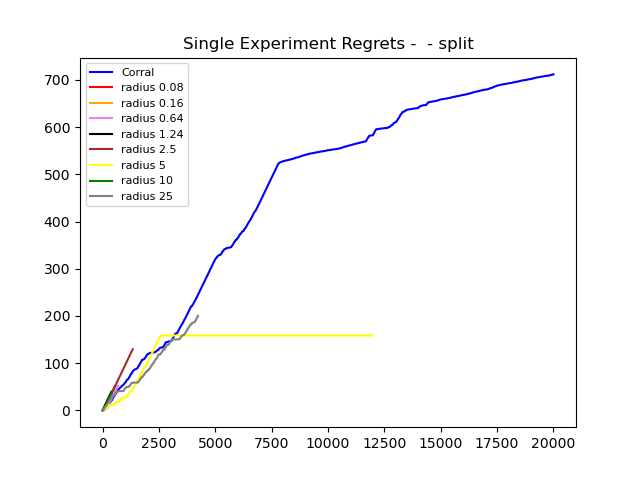 Single Experiment Regrets -  - split
Corral
radius 0.08
radius 0.16
radius 0.64
radius 1.24
radius 2.5
radius 5
radius 10
radius 25
700
600
500
400
300
200
100
0
0 2500 5000 7500 10000 12500 15000 17500 20000